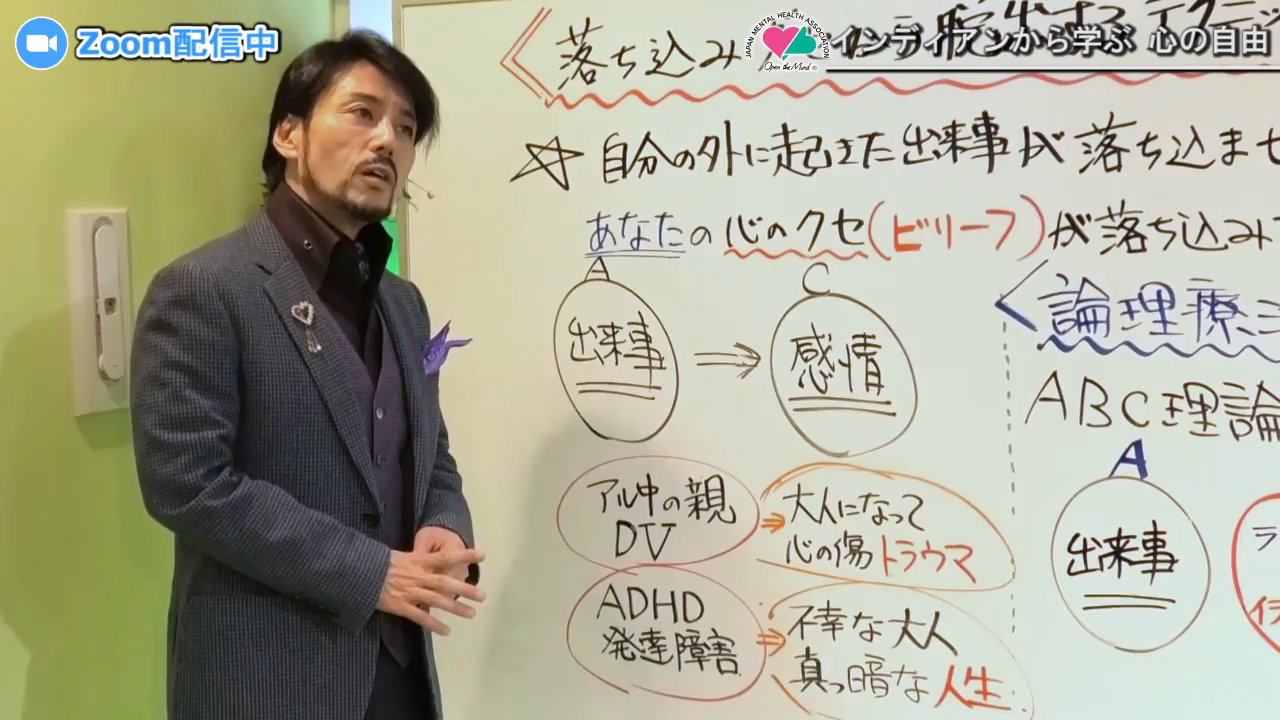 Zoom配信中
JAPAN MENTAL HEALTH ASSOCIATION
Open the Mind®
インディアンから学ぶ 心の自由
落ち込み
自分の外に起きた出来事が落ち込ませ
あなたの心のクセ(ビリーフ)が落ち込み
A
出来事
C
感情
アル中の親
DV
大人になって
心の傷トラウマ
ADHD
発達障害
不幸な大人
真っ暗な人生
論理療
ABC理論
A
出来事